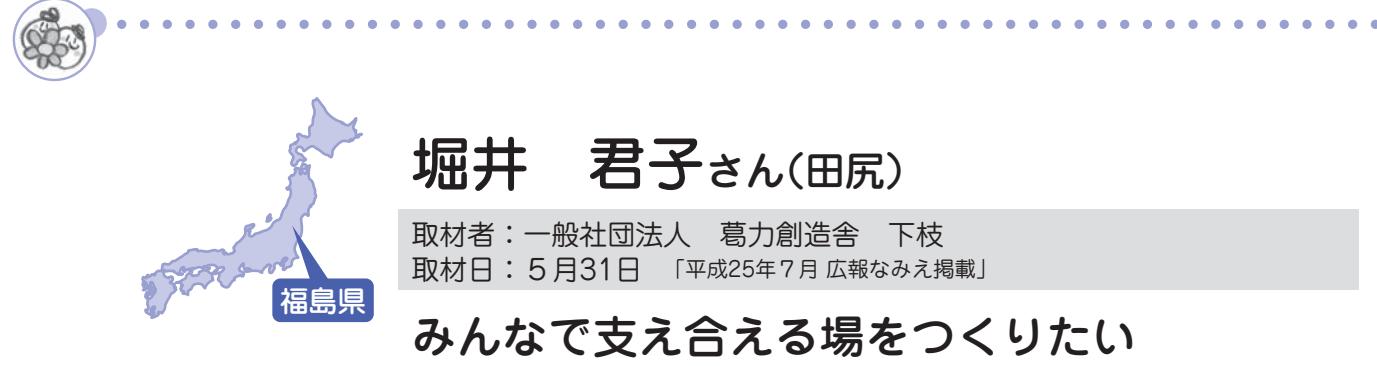 堀井　君子さん(田尻)
取材者：一般社団法人　葛力創造舎　下枝
取材日：５月31日　「平成25年７月 広報なみえ掲載」
福島県
みんなで支え合える場をつくりたい